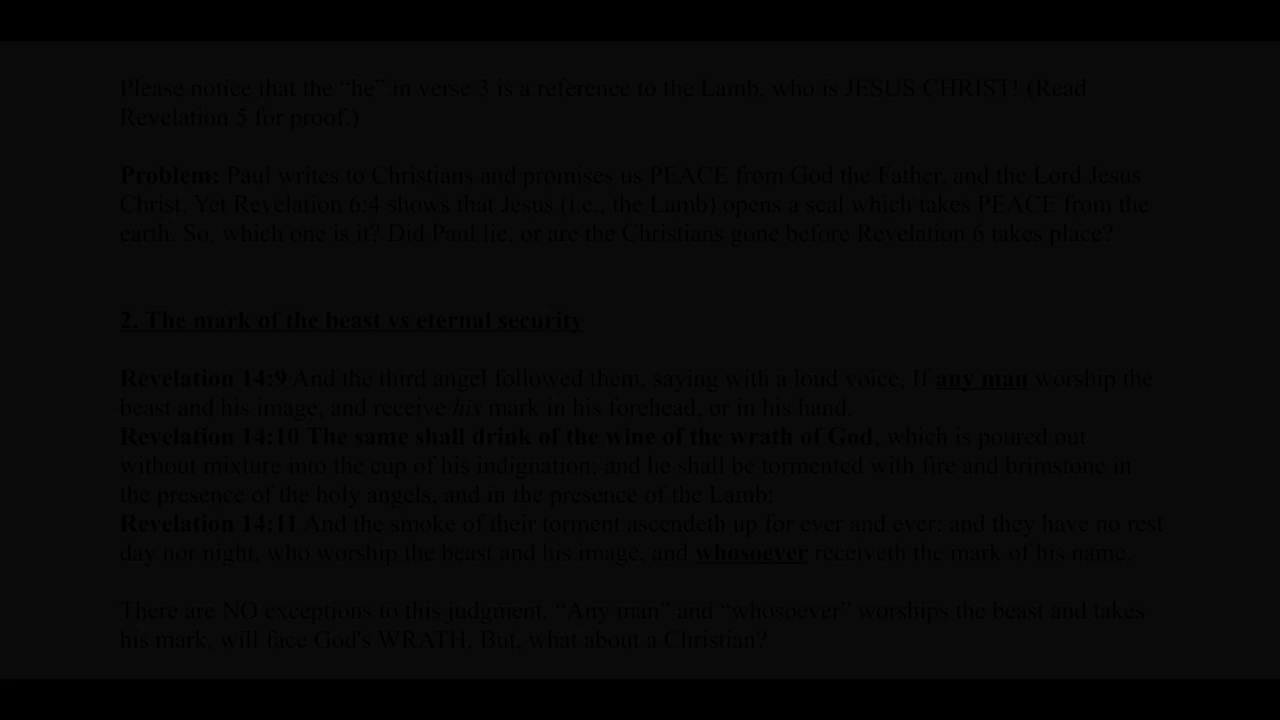 Please notice that the “he” in verse 3 is a reference to the Lamb, who is JESUS CHRIST! (Read
Revelation 5 for proof.)
Problem: Paul writes to Christians and promises us PEACE from God the Father, and the Lord Jesus
Christ. Yet Revelation 6:4 shows that Jesus (i.e., the Lamb) opens a seal which takes PEACE from the
earth. So, which one is it? Did Paul lie, or are the Christians gone before Revelation 6 takes place?
2. The mark of the beast vs eternal security
Revelation 14:9 And the third angel followed them, saying with a loud voice, If any man worship the
beast and his image, and receive his mark in his forehead, or in his hand,
Revelation 14:10 The same shall drink of the wine of the wrath of God, which is poured out
without mixture into the cup of his indignation; and he shall be tormented with fire and brimstone in
the presence of the holy angels, and in the presence of the Lamb:
Revelation 14:11 And the smoke of their torment ascendeth up for ever and ever: and they have no rest
day nor night, who worship the beast and his image, and whosoever receiveth the mark of his name.
There are NO exceptions to this judgment. “Any man” and “whosoever” worships the beast and takes
his mark, will face God's WRATH. But, what about a Christian?